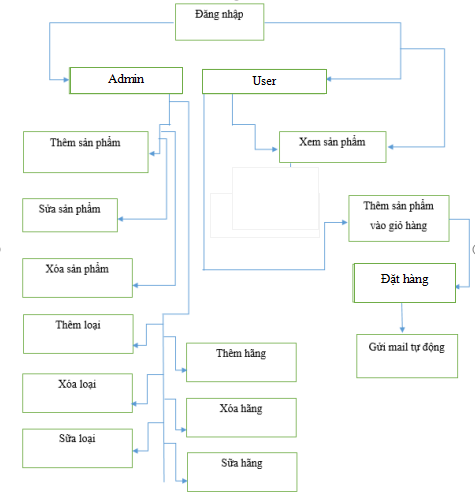 Đăng nhập
Admin
User
Thêm sản phẩm
Xem sản phẩm
Sửa sản phẩm
Thêm sản phẩm
vào giỏ hàng
Xóa sản phẩm
Đặt hàng
Thêm loại
Gửi mail tự động
Thêm hãng
Xóa loại
Xóa hãng
Sữa loại
Sữa hãng